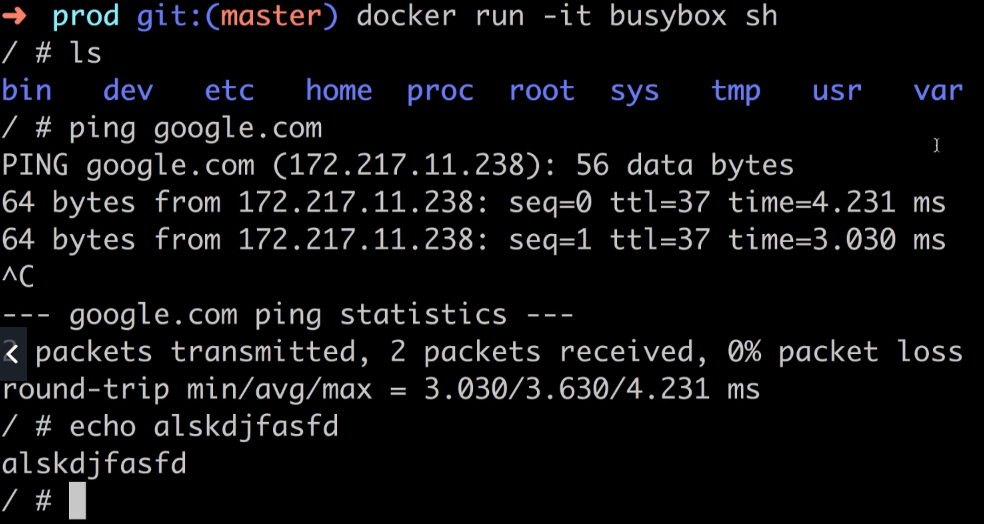 ➜ prod git:(master) docker run -it busybox sh
/ # ls
bin dev etc home proc root sys tmp usr var
/ # ping google.com
PING google.com (172.217.11.238): 56 data bytes
64 bytes from 172.217.11.238: seq=0 ttl=37 time=4.231 ms
64 bytes from 172.217.11.238: seq=1 ttl=37 time=3.030 ms
^C
--- google.com ping statistics ---
2 packets transmitted, 2 packets received, 0% packet loss
round-trip min/avg/max = 3.030/3.630/4.231 ms
/ # echo alskdjfasfd
alskdjfasfd
/ #